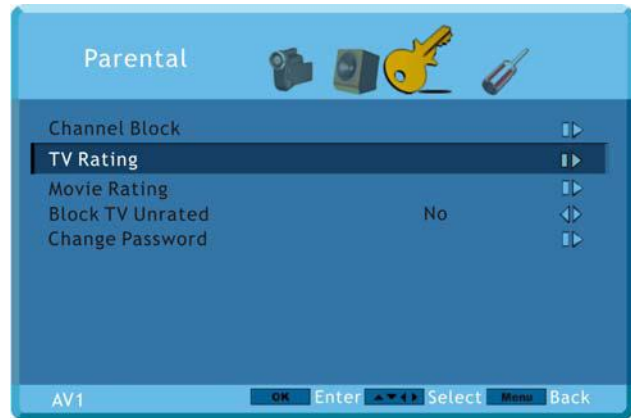 Parental
Channel Block
TV Rating
Movie Rating
Block TV Unrated No
Change Password
AV1 OK Enter Select Menu Back